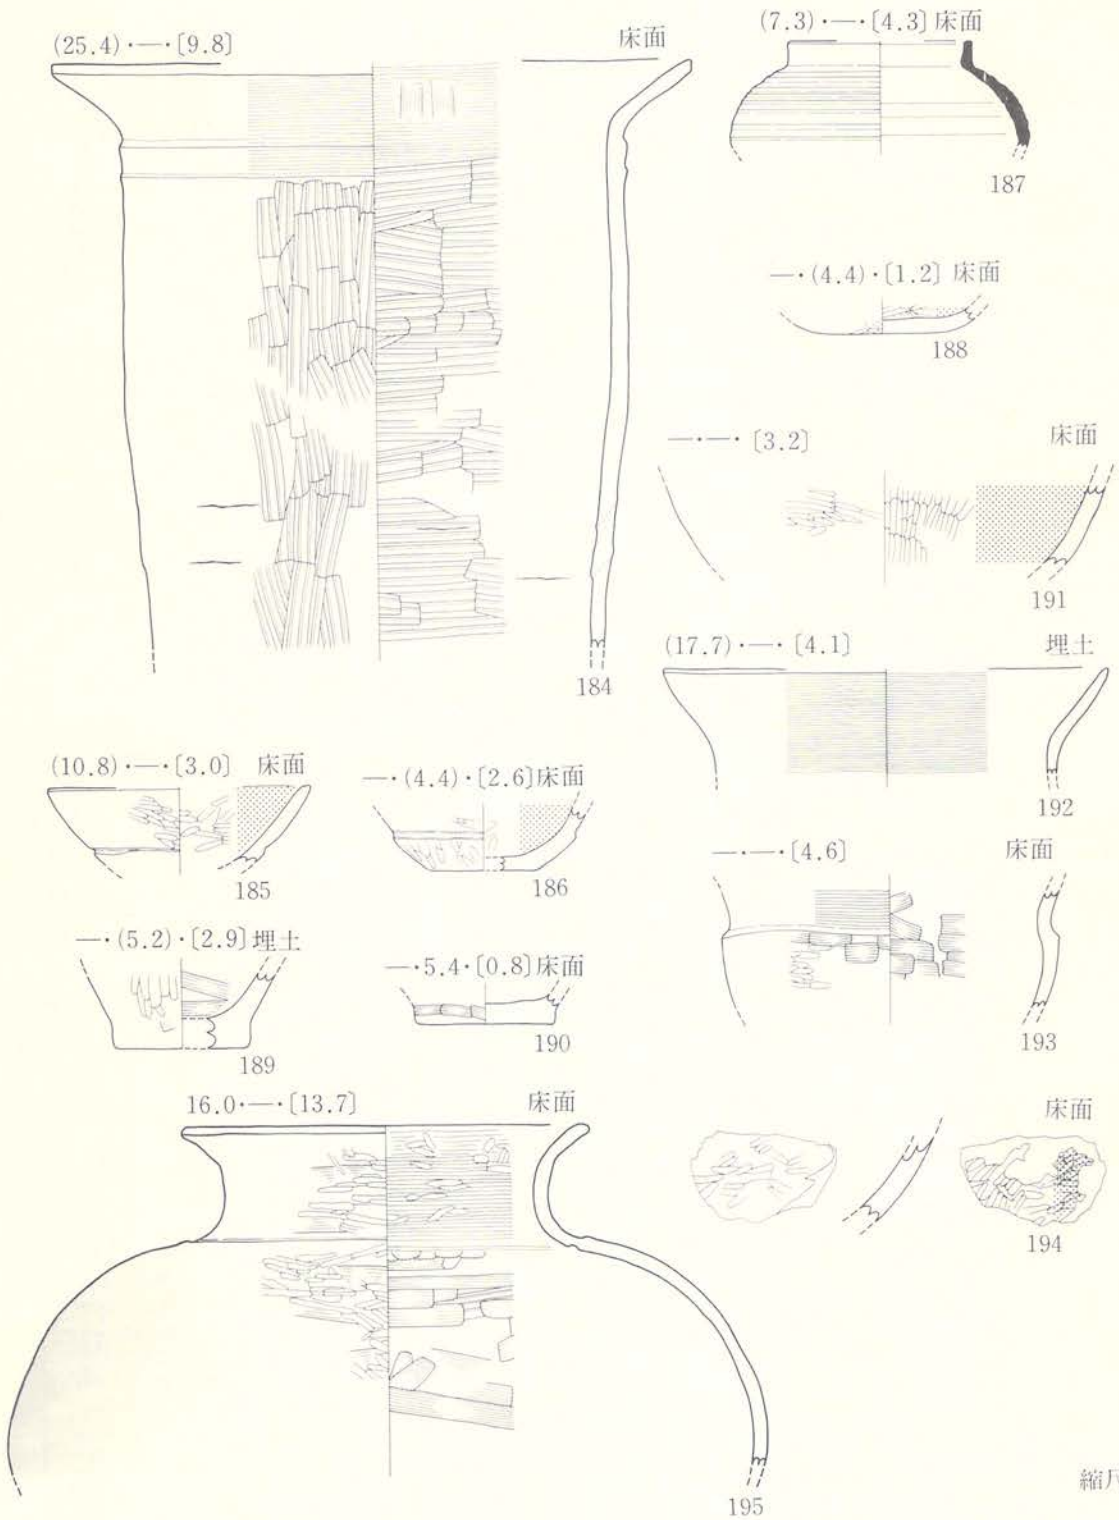 (25.4)・—・〔9.8〕 床面
184
(7.3)・—・〔4.3〕床面
187
—・(4.4)・〔1.2〕床面
188
—・—・〔3.2〕 床面
191
(17.7)・—・〔4.1〕 埋土
192
(10.8)・—・〔3.0〕 床面
185
—・(4.4)・〔2.6〕床面
186
—・—・〔4.6〕 床面
193
—・(5.2)・〔2.9〕埋土
189
—・5.4・〔0.8〕床面
190
16.0・—・〔13.7〕 床面
195
床面
194
縮尺